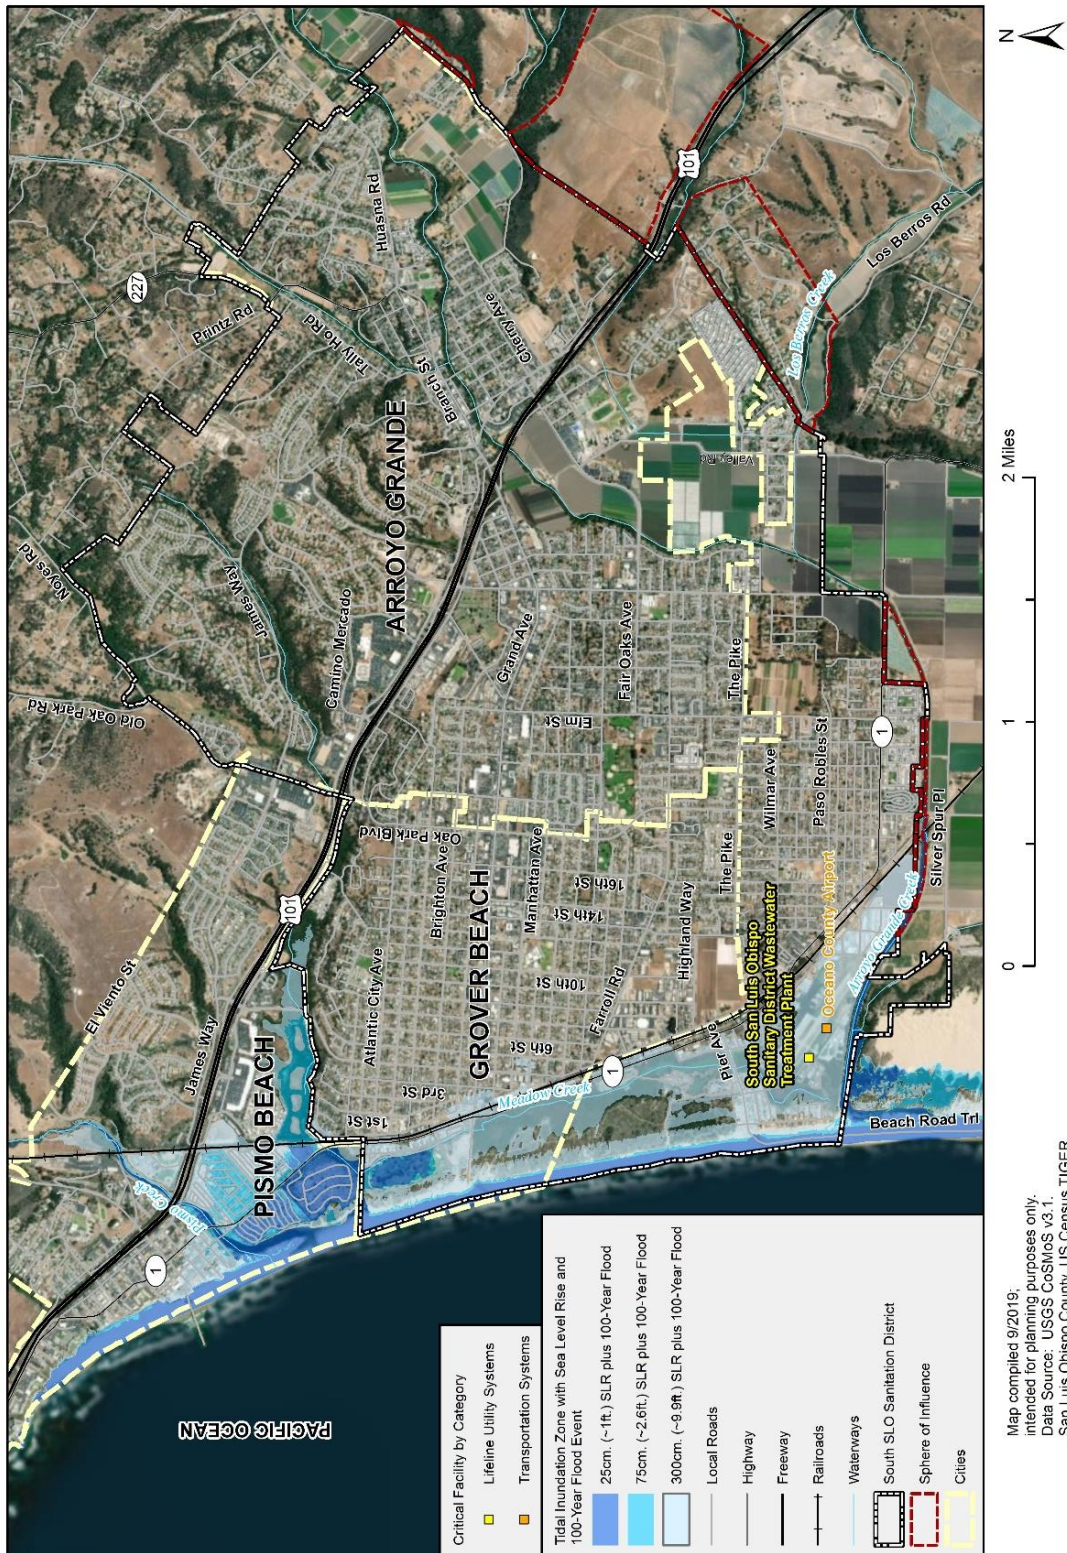 PACIFIC OCEAN
PISMO BEACH
GROVER BEACH
ARROYO GRANDE
El Viento St
James Way
Old Oak Park Rd
Noyes Rd
James Way
Camino Mercado
Printz Rd
Tally Ho Rd
Branch St
Huasna Rd
Cherry Ave
227
101
101
1
1
1
Pismo Creek
Meadow Creek
Arroyo Grande Creek
Los Berros Creek
Los Berros Rd
Valley Rd
Atlantic City Ave
Brighton Ave
Oak Park Blvd
Manhattan Ave
Grand Ave
Fair Oaks Ave
Elm St
The Pike
The Pike
Wilmar Ave
Paso Robles St
Highland Way
Farroll Rd
1st St
3rd St
6th St
10th St
14th St
16th St
Pier Ave
Silver Spur Pl
Beach Road Trl
South San Luis Obispo
Sanitary District Wastewater
Treatment Plant
Oceano County Airport
Critical Facility by Category
Lifeline Utility Systems
Transportation Systems
Tidal Inundation Zone with Sea Level Rise and
100-Year Flood Event
25cm. (~1ft.) SLR plus 100-Year Flood
75cm. (~2.6ft.) SLR plus 100-Year Flood
300cm. (~9.9ft.) SLR plus 100-Year Flood
Local Roads
Highway
Freeway
Railroads
Waterways
South SLO Sanitation District
Sphere of Influence
Cities
Map compiled 9/2019;
intended for planning purposes only.
Data Source: USGS CoSMoS v3.1.
San Luis Obispo County, US Census TIGER
0 1 2 Miles
N